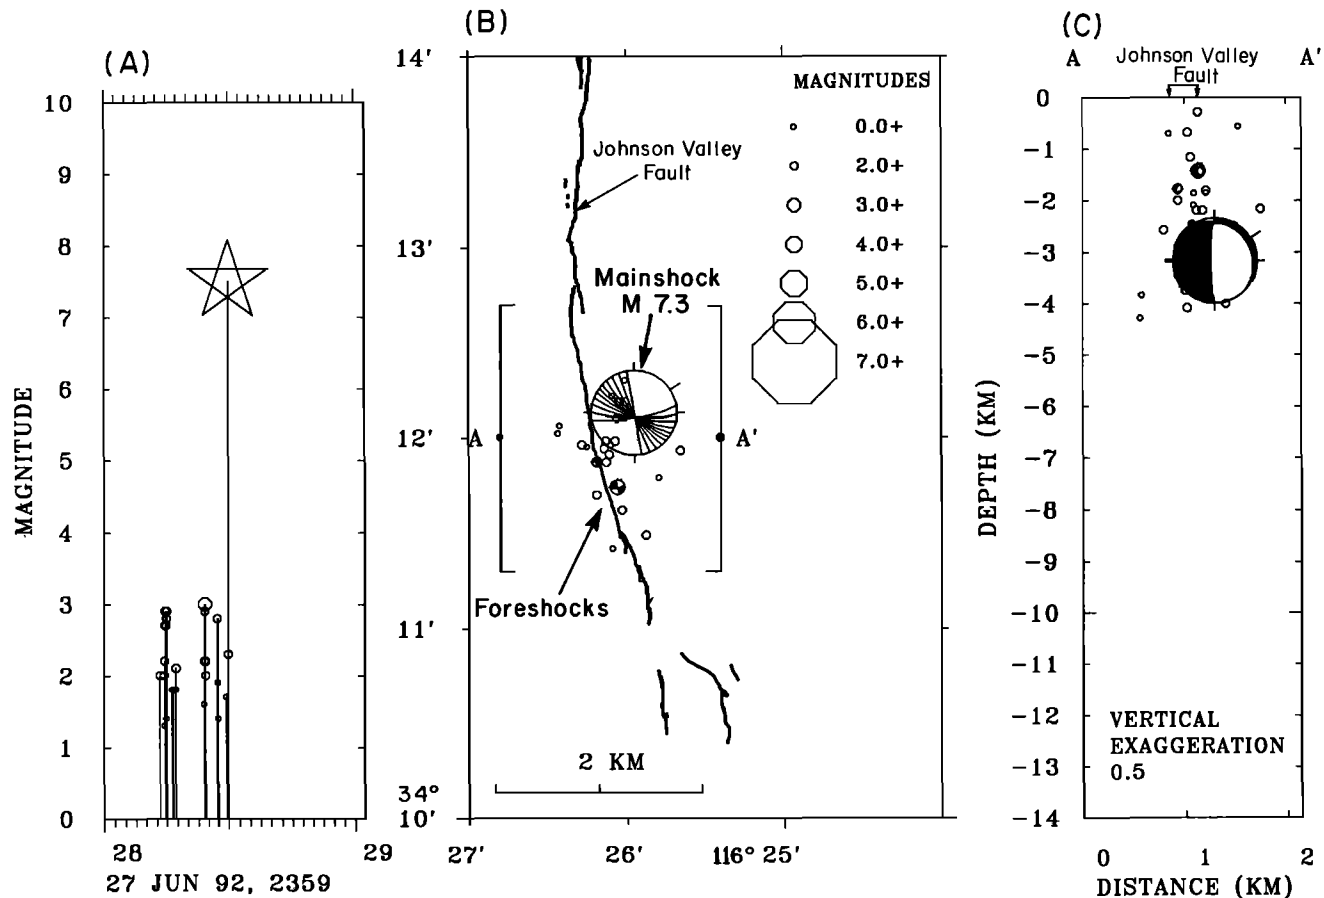 (A)
10
9
8
7
6
5
4
3
2
1
0
MAGNITUDE
28
29
27 JUN 92, 2359
(B)
14'
13'
12'
11'
34°
10'
27'
26'
116° 25'
MAGNITUDES
0.0+
2.0+
3.0+
4.0+
5.0+
6.0+
7.0+
Johnson Valley
Fault
Mainshock
M 7.3
A
A'
Foreshocks
2 KM
(C)
A
Johnson Valley
Fault
A'
0
-1
-2
-3
-4
-5
-6
-7
-8
-9
-10
-11
-12
-13
-14
DEPTH (KM)
VERTICAL
EXAGGERATION
0.5
0
1
2
DISTANCE (KM)